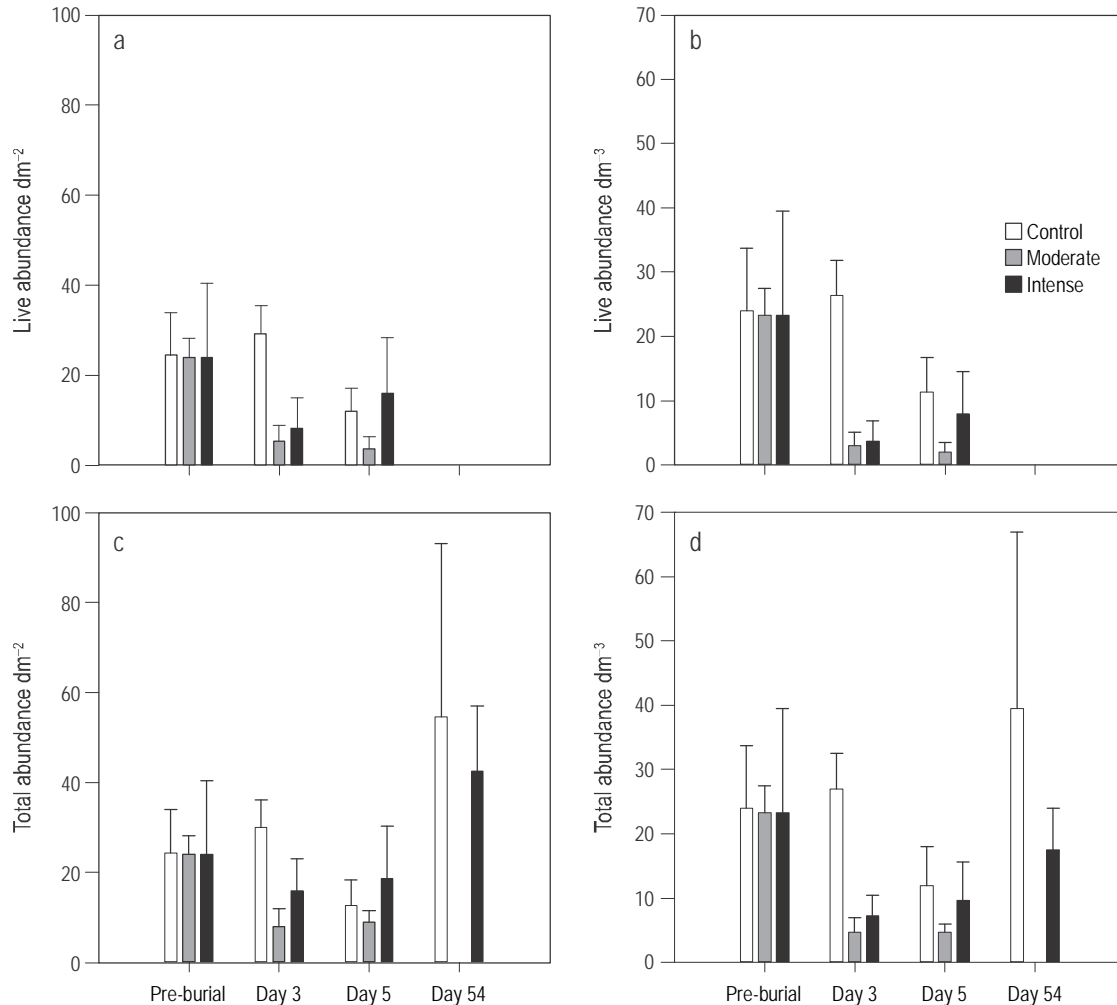 a
100
80
60
40
20
0
Live abundance dm⁻²
b
70
60
50
40
30
20
10
0
Live abundance dm⁻³
Control
Moderate
Intense
c
100
80
60
40
20
0
Total abundance dm⁻²
Pre-burial Day 3 Day 5 Day 54
d
70
60
50
40
30
20
10
0
Total abundance dm⁻³
Pre-burial Day 3 Day 5 Day 54